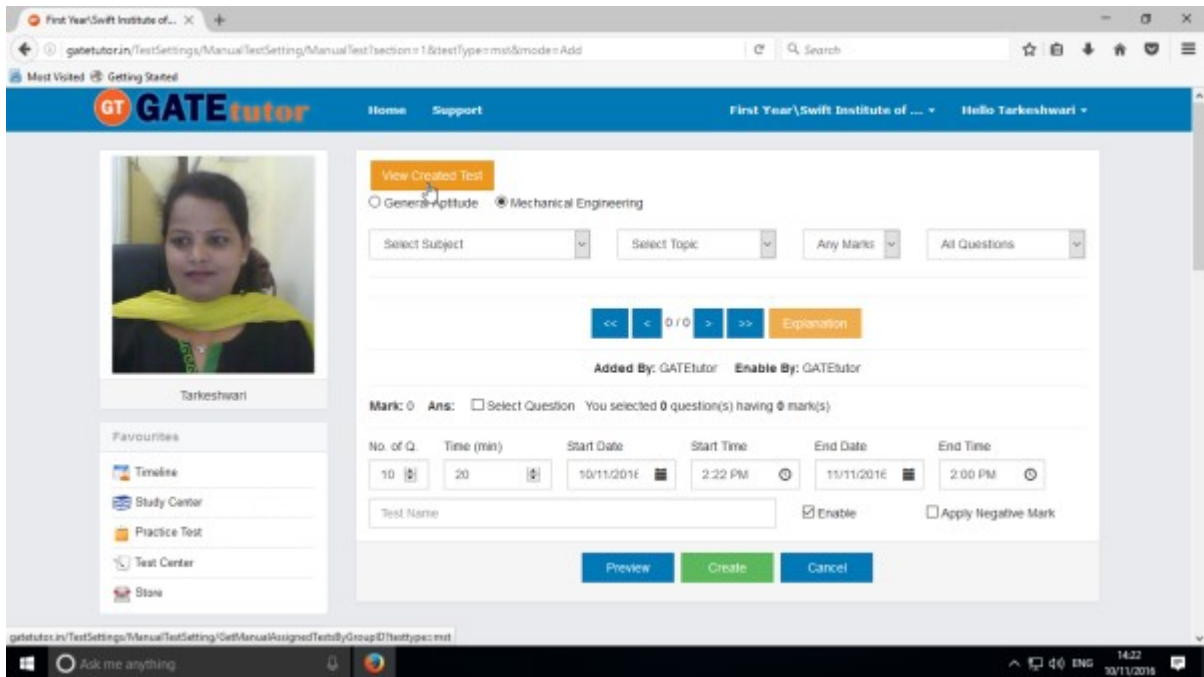 First Year\Swift Institute of...
gatetutor.in/TestSettings/ManualTestSetting/ManualTest?section=1&testType=mst&mode=Add
Search
Most Visited
Getting Started
GT GATEtutor
Home
Support
First Year\Swift Institute of ....
Hello Tarkeshwari
View Created Test
General Aptitude
Mechanical Engineering
Select Subject
Select Topic
Any Marks
All Questions
<<
<
0 / 0
>
>>
Explanation
Added By: GATEtutor Enable By: GATEtutor
Tarkeshwari
Mark: 0 Ans: Select Question You selected 0 question(s) having 0 mark(s)
Favourites
Timeline
Study Center
Practice Test
Test Center
Store
No. of Q.
Time (min)
Start Date
Start Time
End Date
End Time
10
20
10/11/2016
2:22 PM
11/11/2016
2:00 PM
Test Name
Enable
Apply Negative Mark
Preview
Create
Cancel
gatetutor.in/TestSettings/ManualTestSetting/GetManualAssignedTestsByGroupID?testtype=mst
Ask me anything
ENG
14:22
10/11/2016